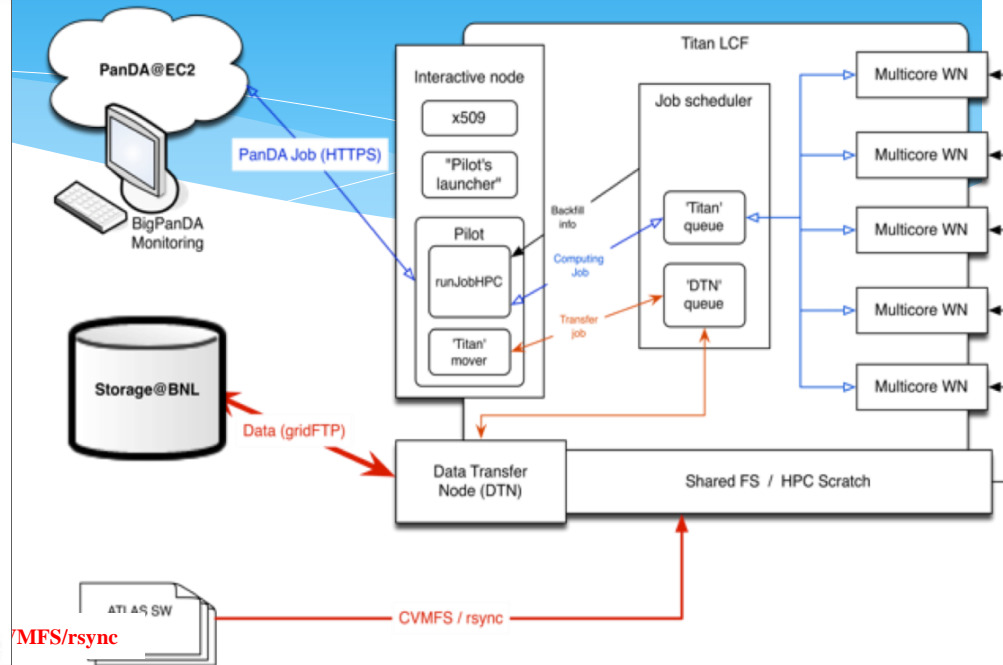 PanDA@EC2
BigPanDA
Monitoring
PanDA Job (HTTPS)
Storage@BNL
Data (gridFTP)
Interactive node
x509
"Pilot's
launcher"
Pilot
runJobHPC
'Titan'
mover
Backfill
info
Computing
Job
Transfer
job
Titan LCF
Job scheduler
'Titan'
queue
'DTN'
queue
Multicore WN
Multicore WN
Multicore WN
Multicore WN
Multicore WN
Data Transfer
Node (DTN)
Shared FS / HPC Scratch
ATLAS SW
VMFS/rsync
CVMFS / rsync